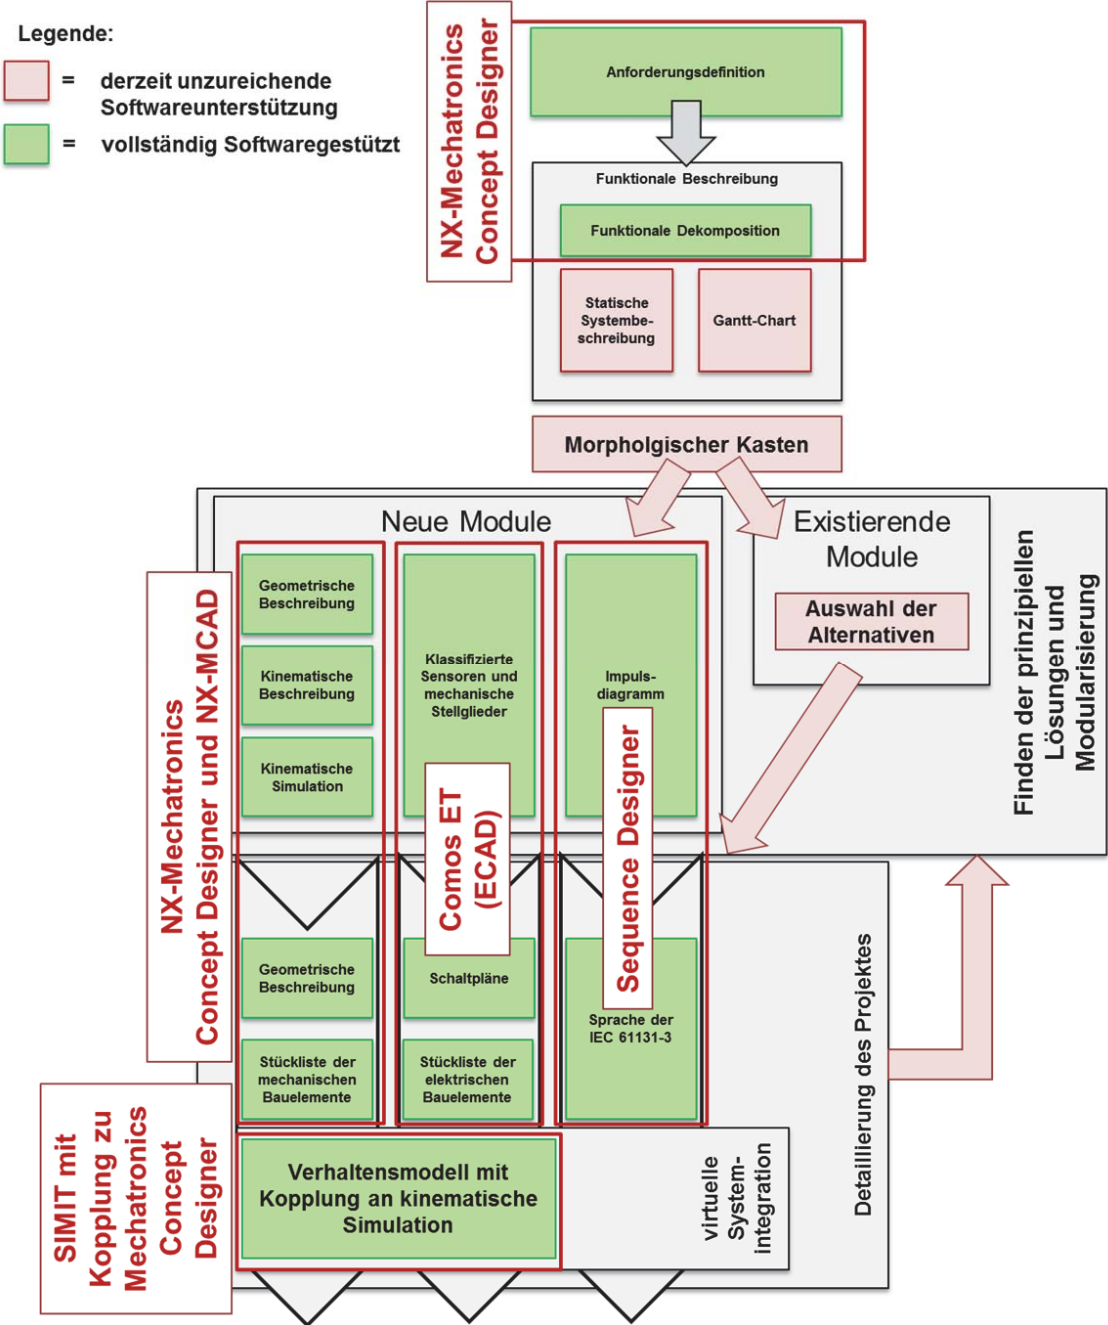 Legende:
= derzeit unzureichende
Softwareunterstützung
= vollständig Softwaregestützt
NX-Mechatronics
Concept Designer
Anforderungsdefinition
Funktionale Beschreibung
Funktionale Dekomposition
Statische
Systembe-
schreibung
Gantt-Chart
Morpholgischer Kasten
Neue Module
Existierende
Module
Auswahl der
Alternativen
Finden der prinzipiellen
Lösungen und
Modularisierung
NX-Mechatronics
Concept Designer und NX-MCAD
Geometrische
Beschreibung
Kinematische
Beschreibung
Kinematische
Simulation
Klassifizierte
Sensoren und
mechanische
Stellglieder
Impuls-
diagramm
Comos ET
(ECAD)
Sequence Designer
Geometrische
Beschreibung
Schaltpläne
Sprache der
IEC 61131-3
Stückliste der
mechanischen
Bauelemente
Stückliste der
elektrischen
Bauelemente
Detaillierung des Projektes
SIMIT mit
Kopplung zu
Mechatronics
Concept
Designer
Verhaltensmodell mit
Kopplung an kinematische
Simulation
virtuelle
System-
integration